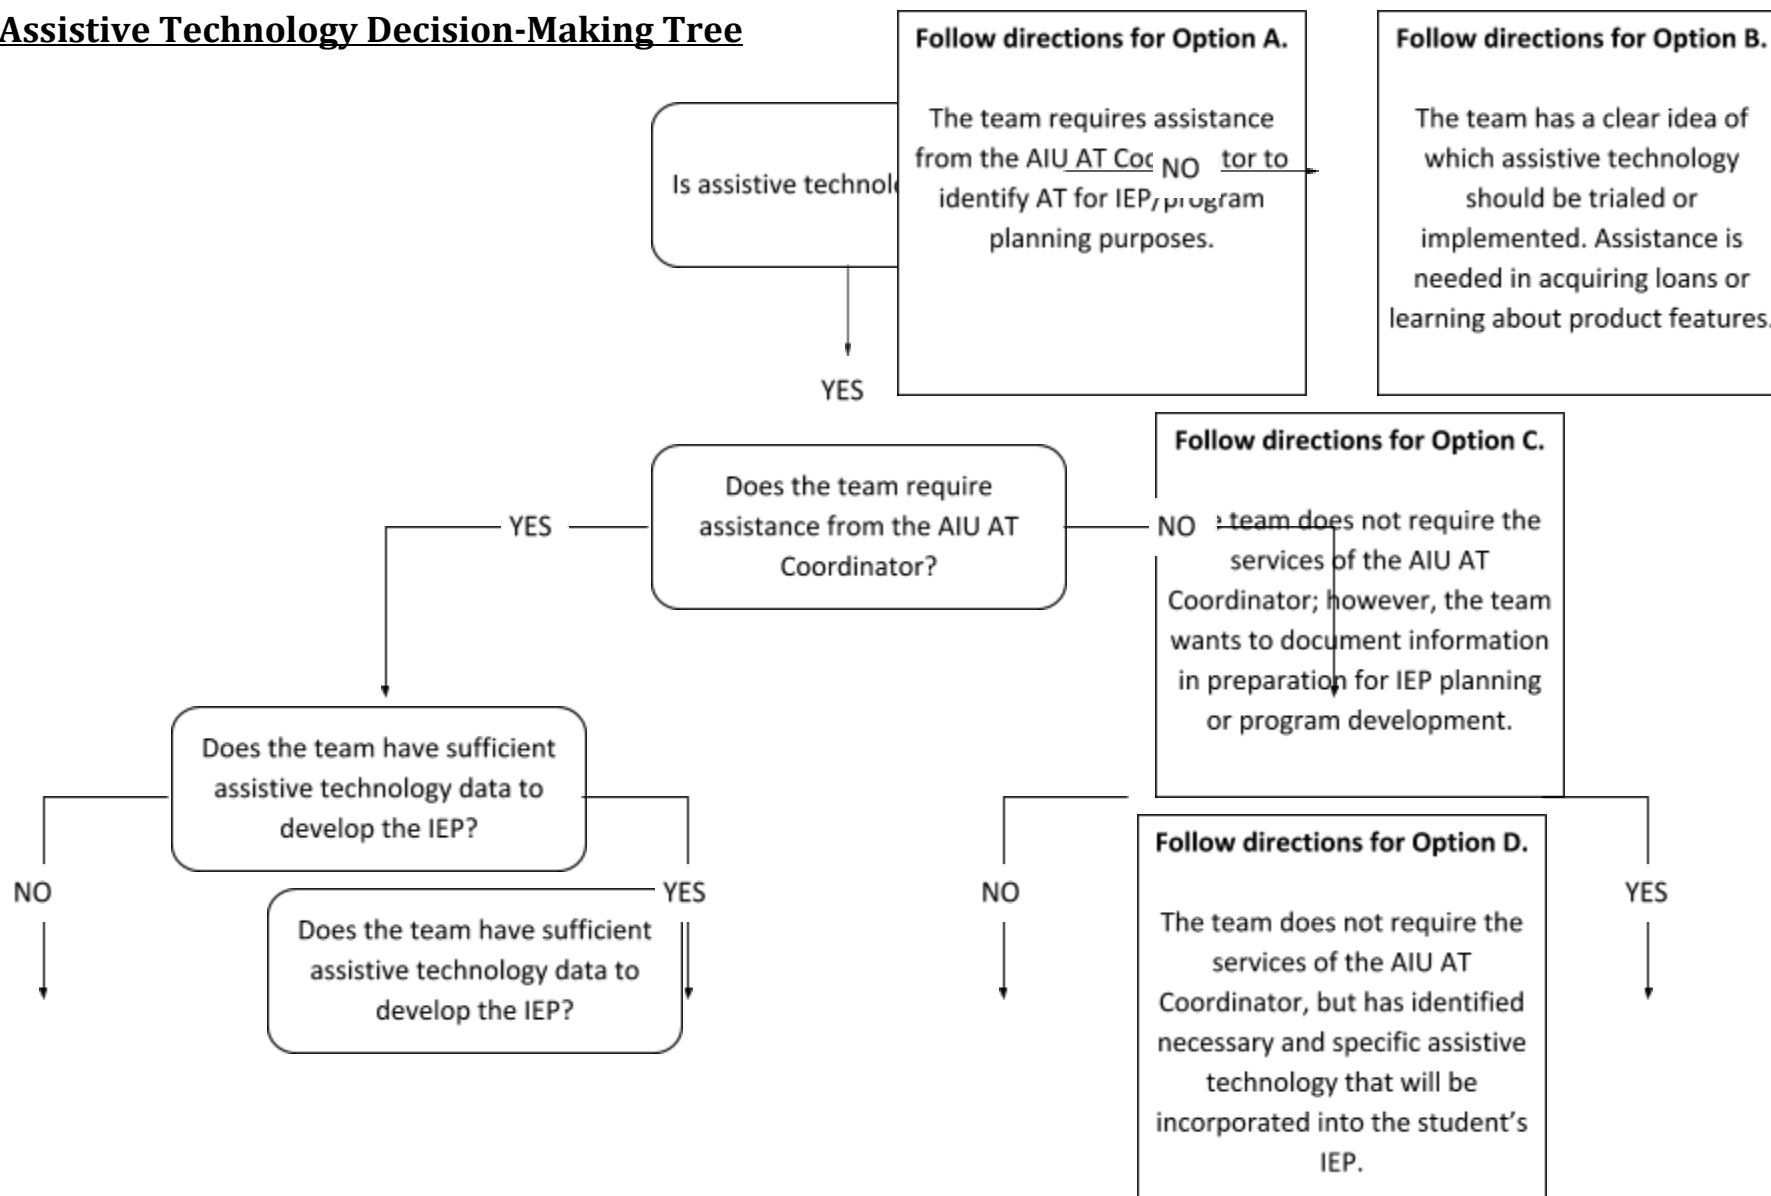 Assistive Technology Decision-Making Tree
Follow directions for Option A.
The team requires assistance
from the AIU AT
tor to
identify AT for IEP/program
planning purposes.
Follow directions for Option B.
The team has a clear idea of
which assistive technology
should be trialed or
implemented. Assistance is
needed in acquiring loans or
learning about product features.
Is assistive
NO
YES
Does the team require
assistance from the AIU AT
Coordinator?
YES
NO
Follow directions for Option C.
team does not require the
services of the AIU AT
Coordinator; however, the team
wants to document information
in preparation for IEP planning
or program development.
Does the team have sufficient
assistive technology data to
develop the IEP?
NO
YES
Does the team have sufficient
assistive technology data to
develop the IEP?
NO
YES
Follow directions for Option D.
The team does not require the
services of the AIU AT
Coordinator, but has identified
necessary and specific assistive
technology that will be
incorporated into the student's
IEP.